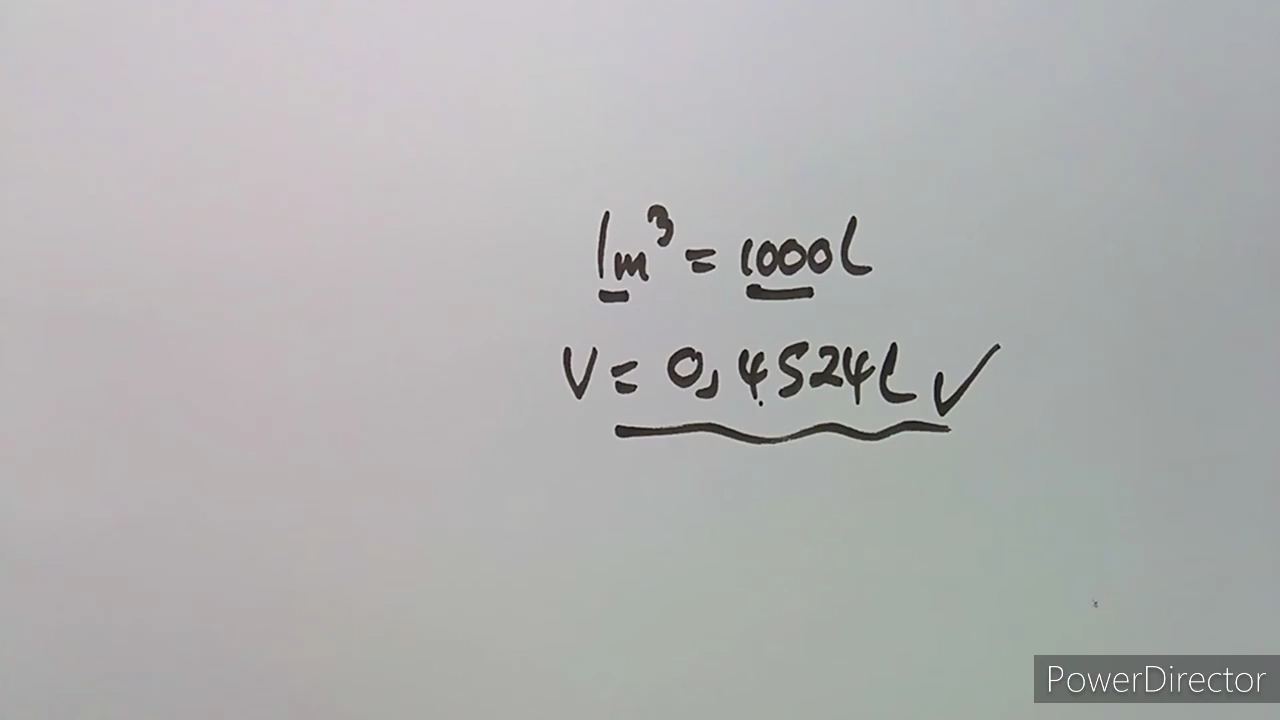 1m³ = 1000l
V = 0,4524l ✓
PowerDirector